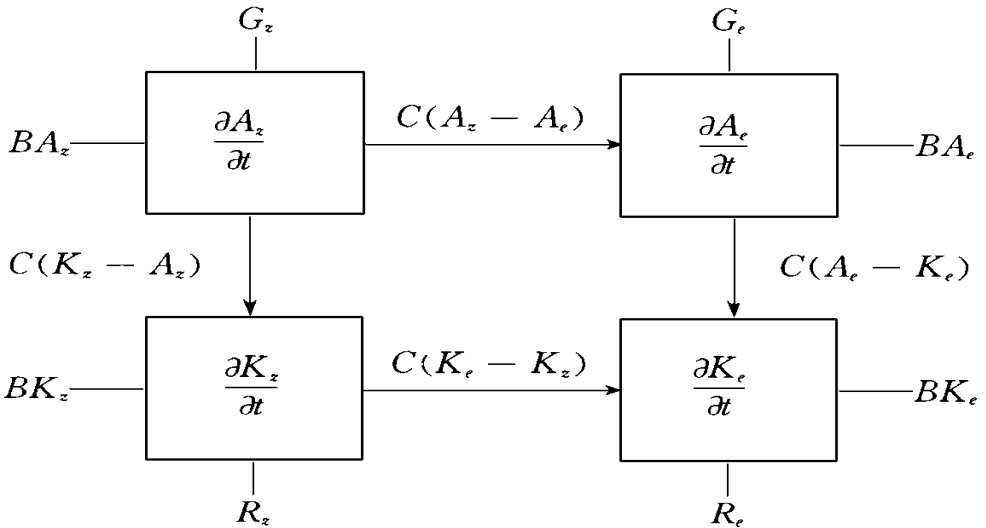 G_z G_e
BA_z ∂A_z/∂t C(A_z − A_e) ∂A_e/∂t BA_e
C(K_z − A_z) C(A_e − K_e)
BK_z ∂K_z/∂t C(K_e − K_z) ∂K_e/∂t BK_e
R_z R_e